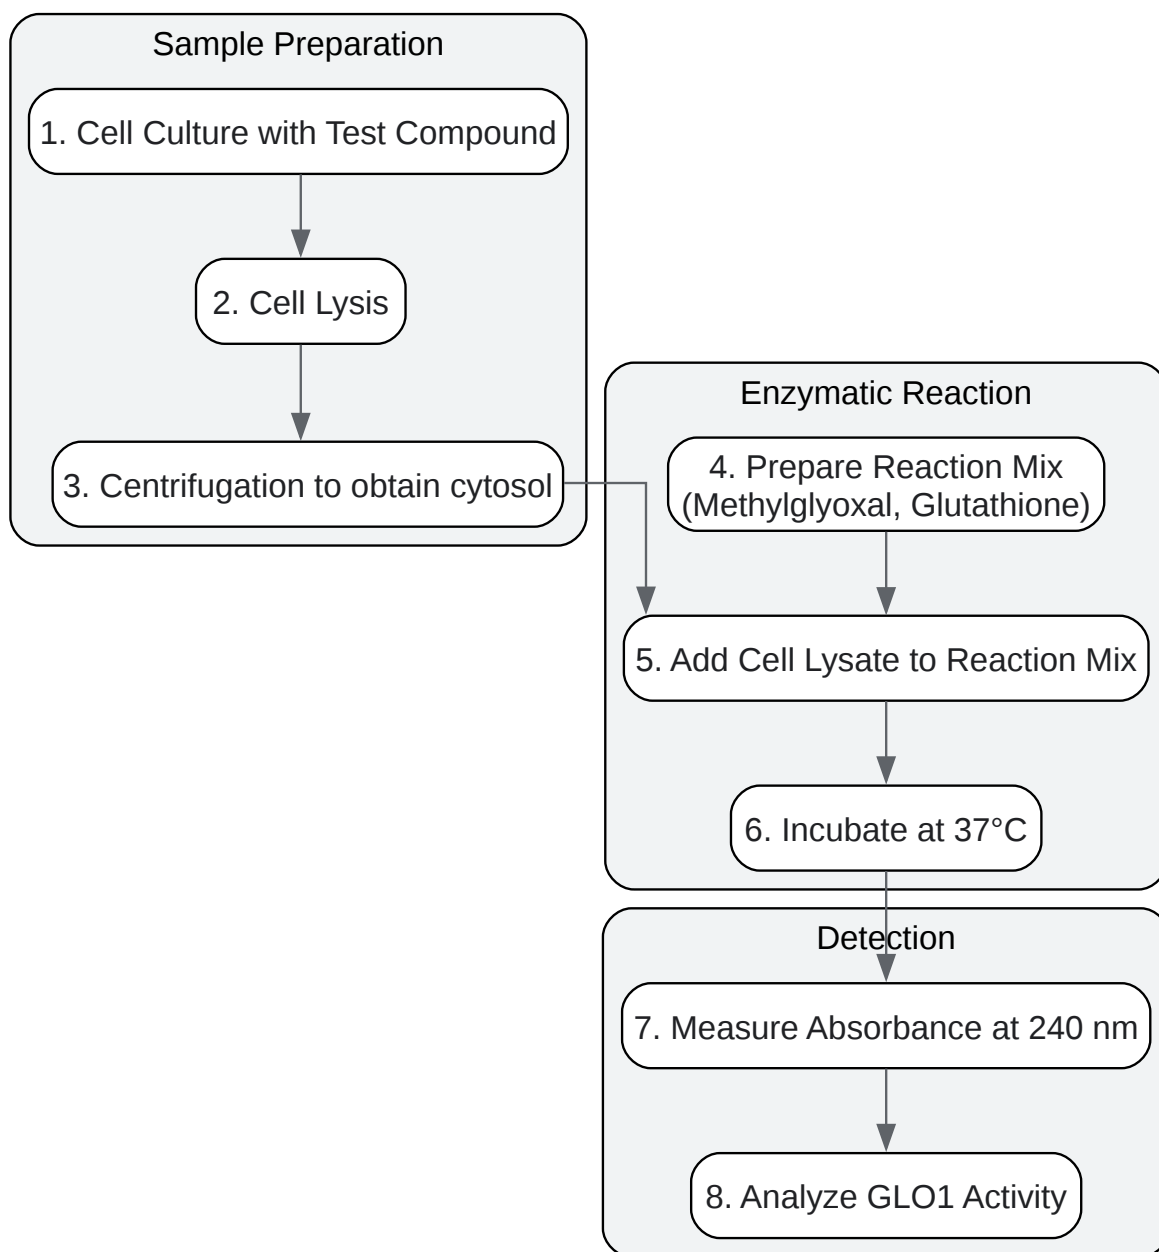 Sample Preparation
1. Cell Culture with Test Compound
2. Cell Lysis
3. Centrifugation to obtain cytosol
Enzymatic Reaction
4. Prepare Reaction Mix
(Methylglyoxal, Glutathione)
5. Add Cell Lysate to Reaction Mix
6. Incubate at 37°C
Detection
7. Measure Absorbance at 240 nm
8. Analyze GLO1 Activity